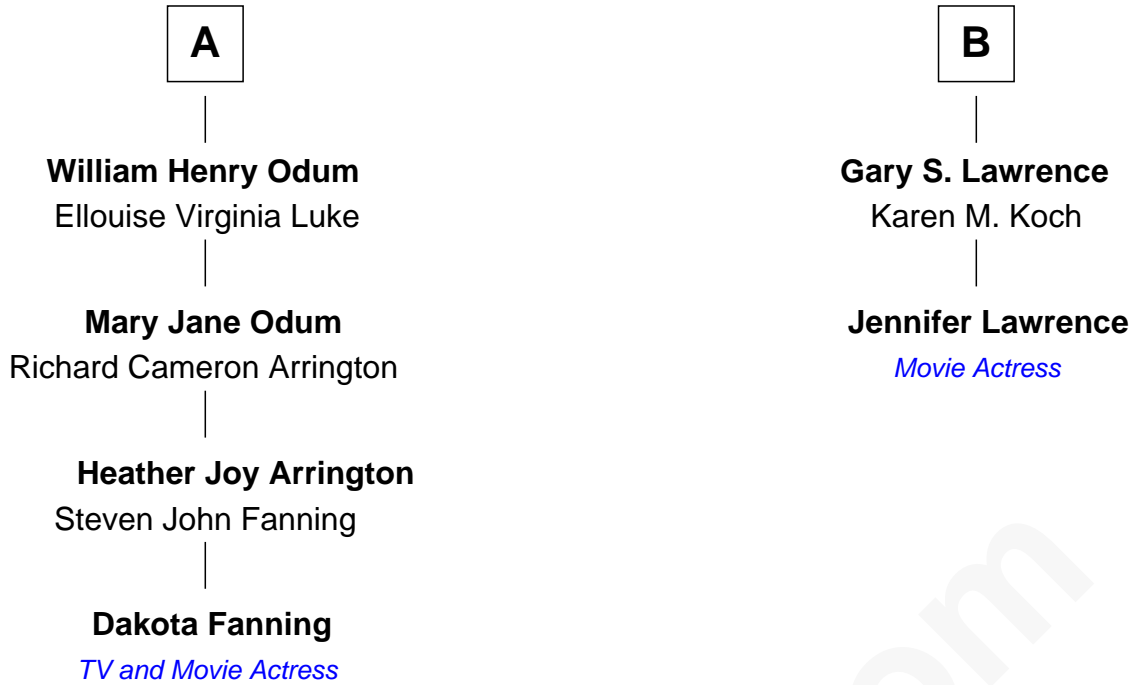 A
William Henry Odum
Ellouise Virginia Luke
Mary Jane Odum
Richard Cameron Arrington
Heather Joy Arrington
Steven John Fanning
Dakota Fanning
TV and Movie Actress
B
Gary S. Lawrence
Karen M. Koch
Jennifer Lawrence
Movie Actress
om